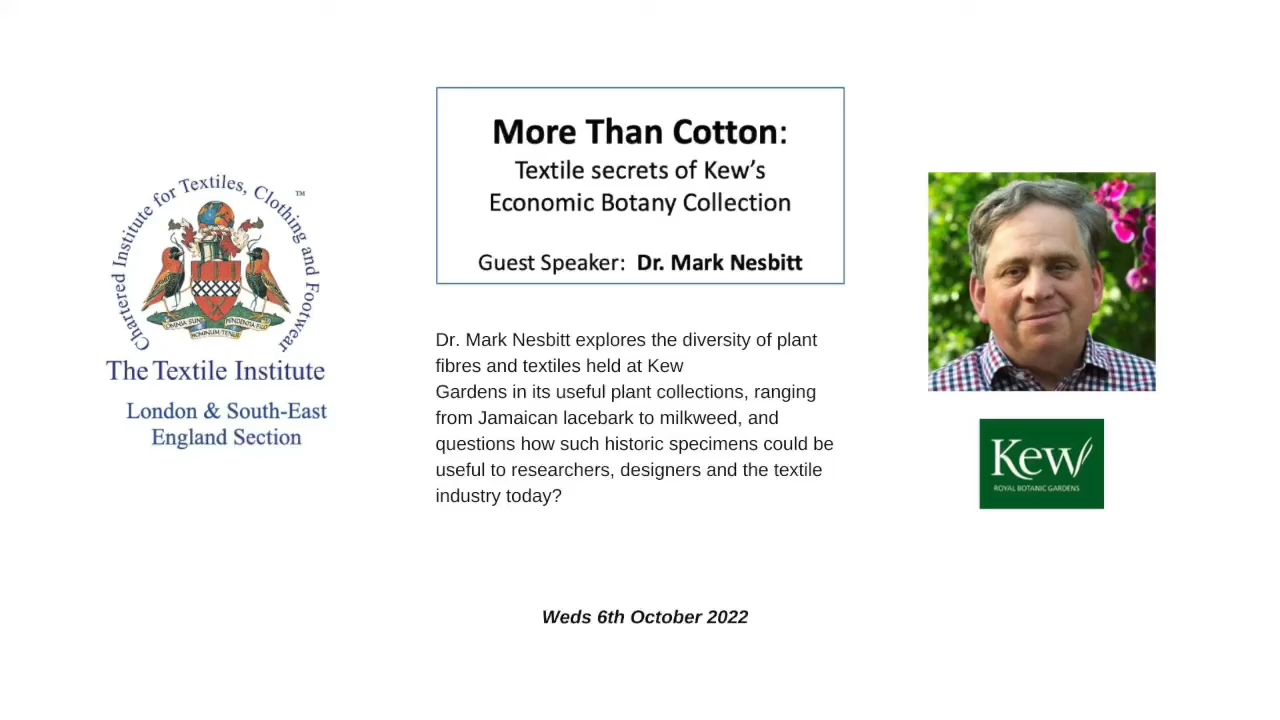 Chartered Institute for Textiles, Clothing and Footwear
™
The Textile Institute
London & South-East
England Section
More Than Cotton:
Textile secrets of Kew’s
Economic Botany Collection
Guest Speaker: Dr. Mark Nesbitt
Dr. Mark Nesbitt explores the diversity of plant
fibres and textiles held at Kew
Gardens in its useful plant collections, ranging
from Jamaican lacebark to milkweed, and
questions how such historic specimens could be
useful to researchers, designers and the textile
industry today?
Kew
ROYAL BOTANIC GARDENS
Weds 6th October 2022